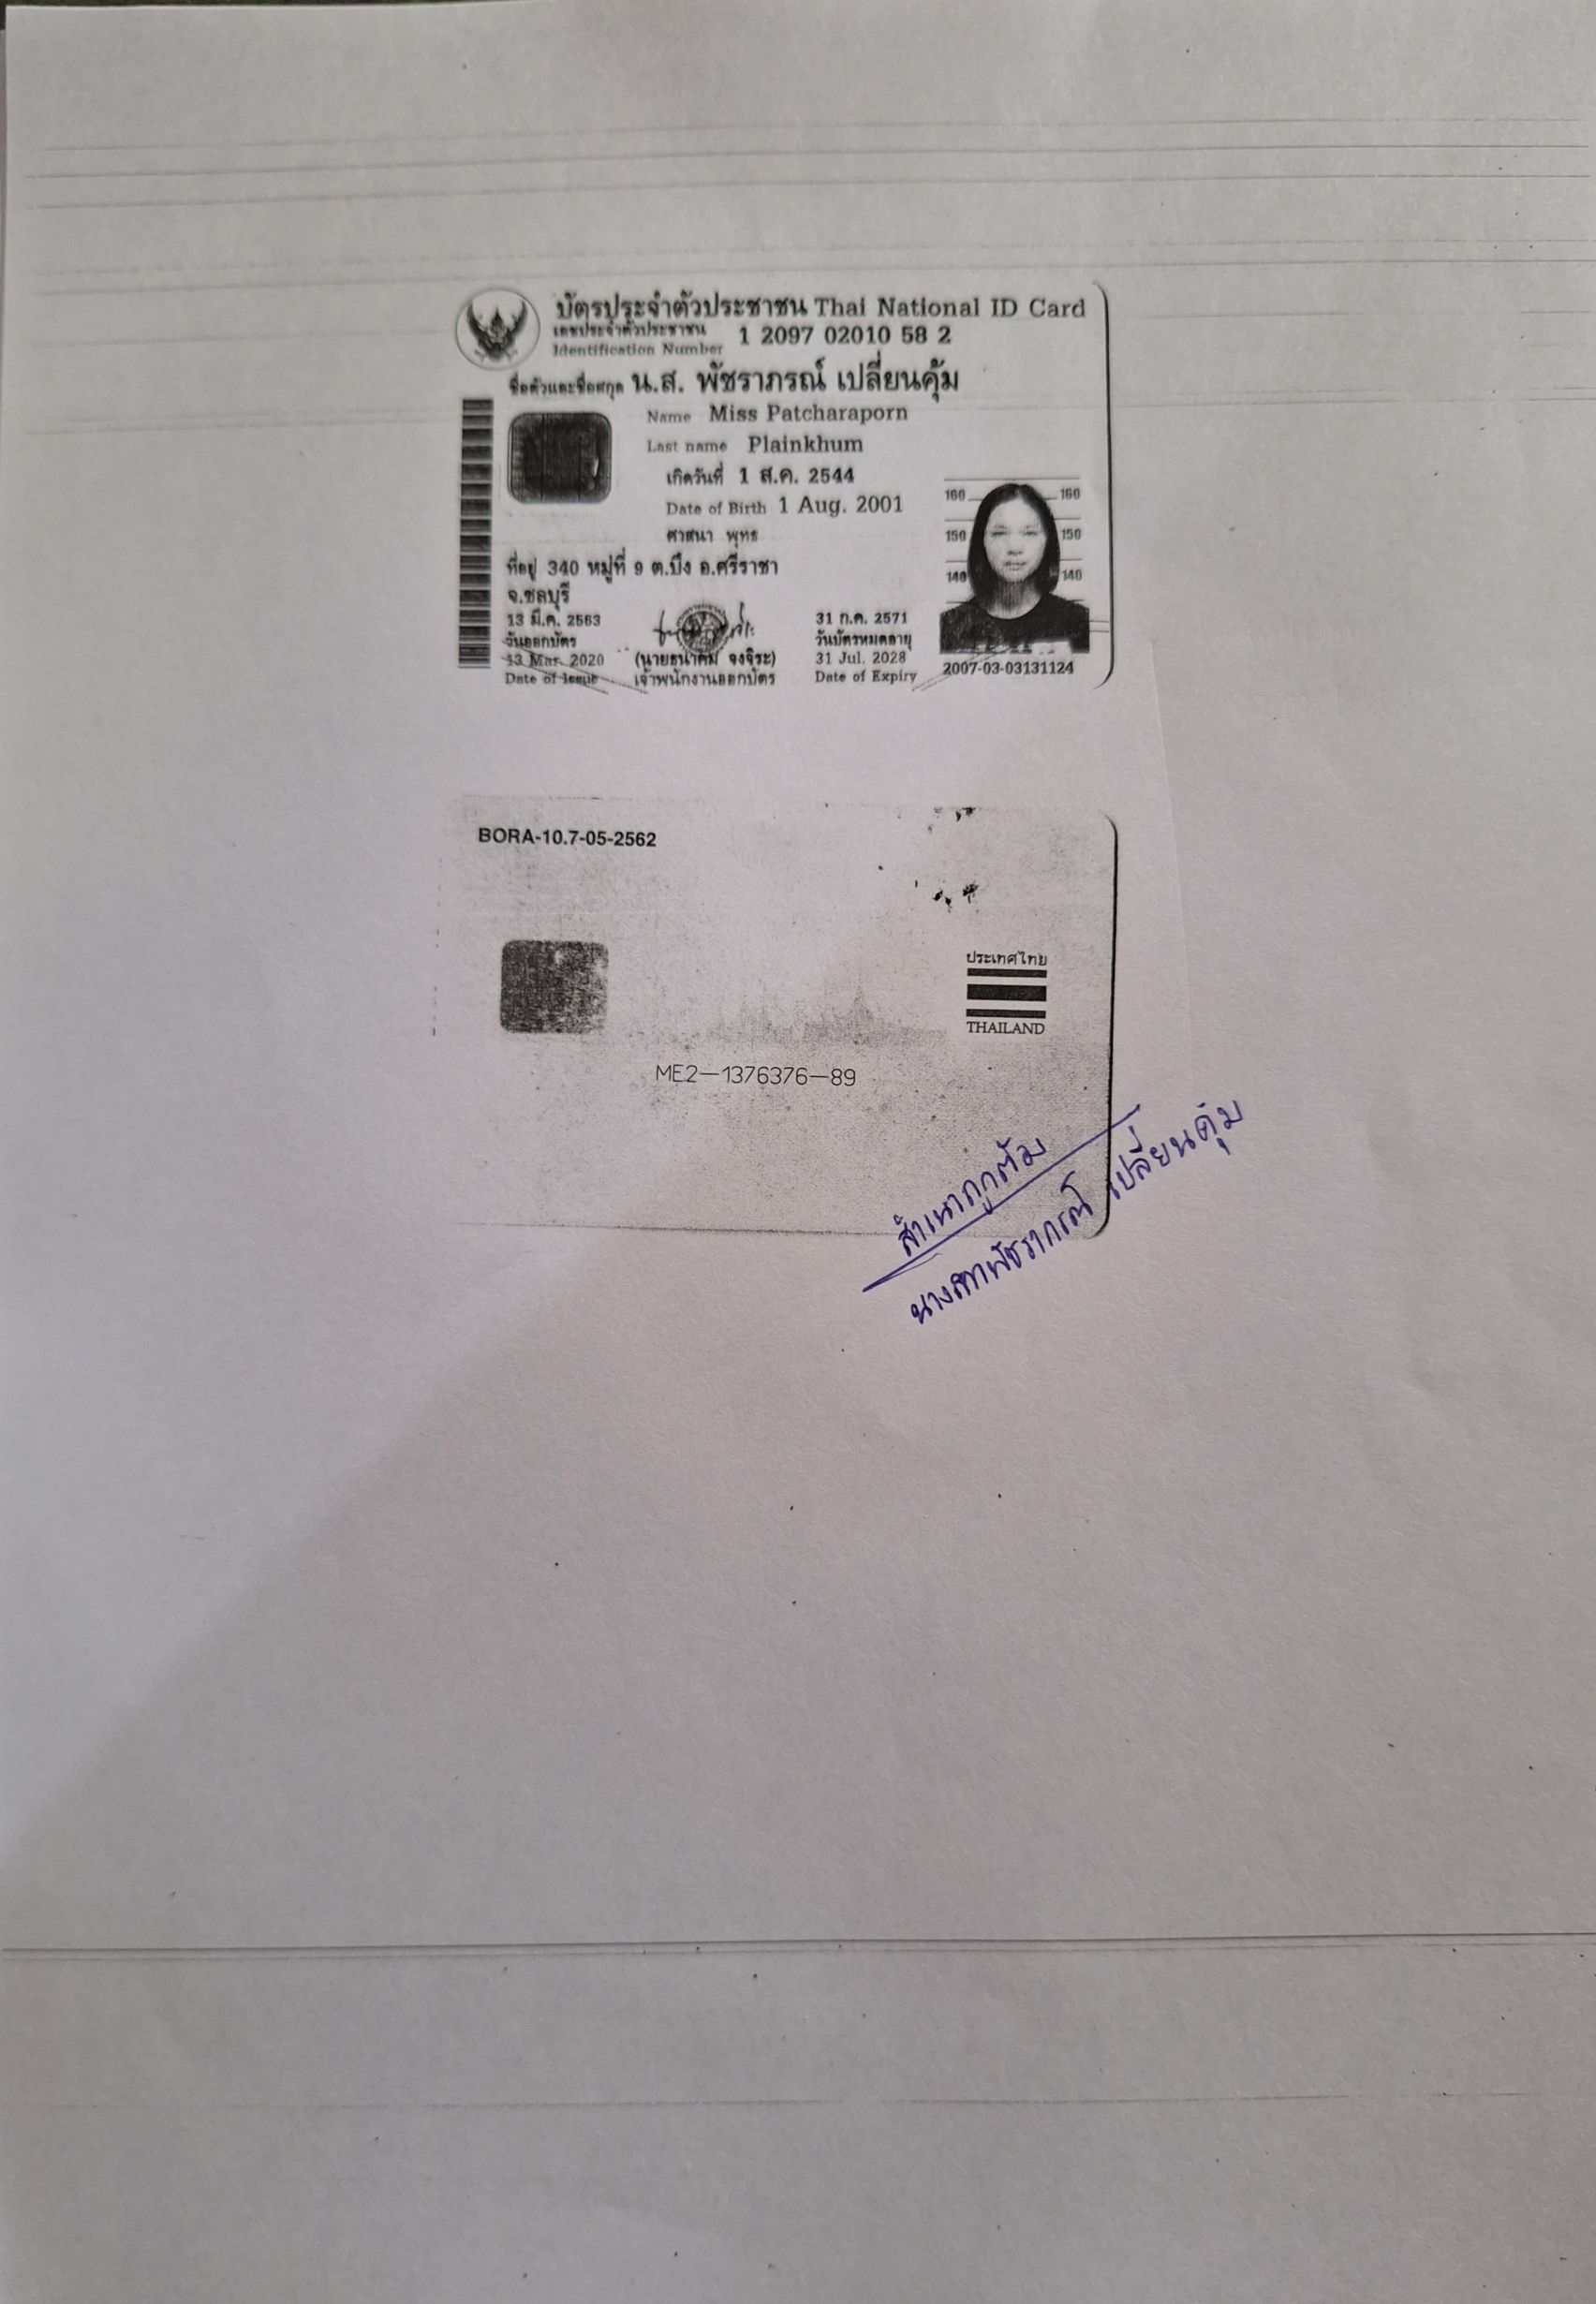 บัตรประจำตัวประชาชน Thai National ID Card
เลขประจำตัวประชาชน
Identification Number 1 2097 02010 58 2
ชื่อตัวและชื่อสกุล น.ส. พัชราภรณ์ เปลี่ยนคุ้ม
Name Miss Patcharaporn
Last name Plainkhum
เกิดวันที่ 1 ส.ค. 2544
Date of Birth 1 Aug. 2001
ศาสนา พุทธ
160 160
150 150
140 140
ที่อยู่ 340 หมู่ที่ 9 ต.บึง อ.ศรีราชา
จ.ชลบุรี
13 มี.ค. 2563
วันออกบัตร
13 Mar. 2020
Date of Issue
(นายธนาคม จงจิระ)
เจ้าพนักงานออกบัตร
31 ก.ค. 2571
วันบัตรหมดอายุ
31 Jul. 2028
Date of Expiry
2007-03-03131124
BORA-10.7-05-2562
ประเทศไทย
THAILAND
ME2-1376376-89
สำเนาถูกต้อง
นางสาวพัชราภรณ์ เปลี่ยนคุ้ม